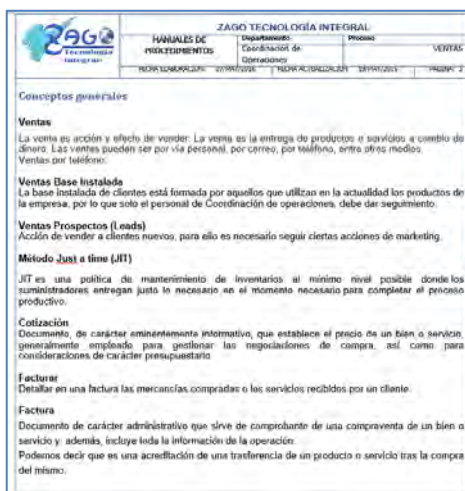 ZAGO
Tecnología
Integral
ZAGO TECNOLOGÍA INTEGRAL
MANUALES DE
PROCEDIMIENTOS
Departamento
Coordinación de
Operaciones
Proceso
VENTAS
FECHA ELABORACIÓN:
FECHA ACTUALIZACIÓN
PÁGINA: 2
Conceptos generales
Ventas
La venta es acción y efecto de vender. La venta es la entrega de productos o servicios a cambio de
dinero. Las ventas pueden ser por vía personal, por correo, por teléfono, entre otros medios.
Ventas por teléfono.
Ventas Base Instalada
La base instalada de clientes está formada por aquellos que utilizan en la actualidad los productos de
la empresa, por lo que solo el personal de Coordinación de operaciones, debe dar seguimiento.
Ventas Prospectos (Leads)
Acción de vender a clientes nuevos, para ello es necesario seguir ciertas acciones de marketing.
Método Just a time (JIT)
JIT es una política de mantenimiento de inventarios al mínimo nivel posible donde los
suministradores entregan justo lo necesario en el momento necesario para completar el proceso
productivo.
Cotización
Documento, de carácter eminentemente informativo, que establece el precio de un bien o servicio,
generalmente empleado para gestionar las negociaciones de compra, así como para
consideraciones de carácter presupuestario
Facturar
Detallar en una factura las mercancías compradas o los servicios recibidos por un cliente.
Factura
Documento de carácter administrativo que sirve de comprobante de una compraventa de un bien o
servicio y además, incluye toda la información de la operación.
Podemos decir que es una acreditación de una trasferencia de un producto o servicio tras la compra
del mismo.